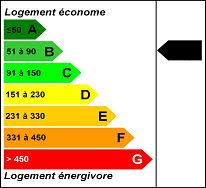 Logement économe
≤50 A
51 à 90 B
91 à 150 C
151 à 230 D
231 à 330 E
331 à 450 F
> 450 G
Logement énergivore